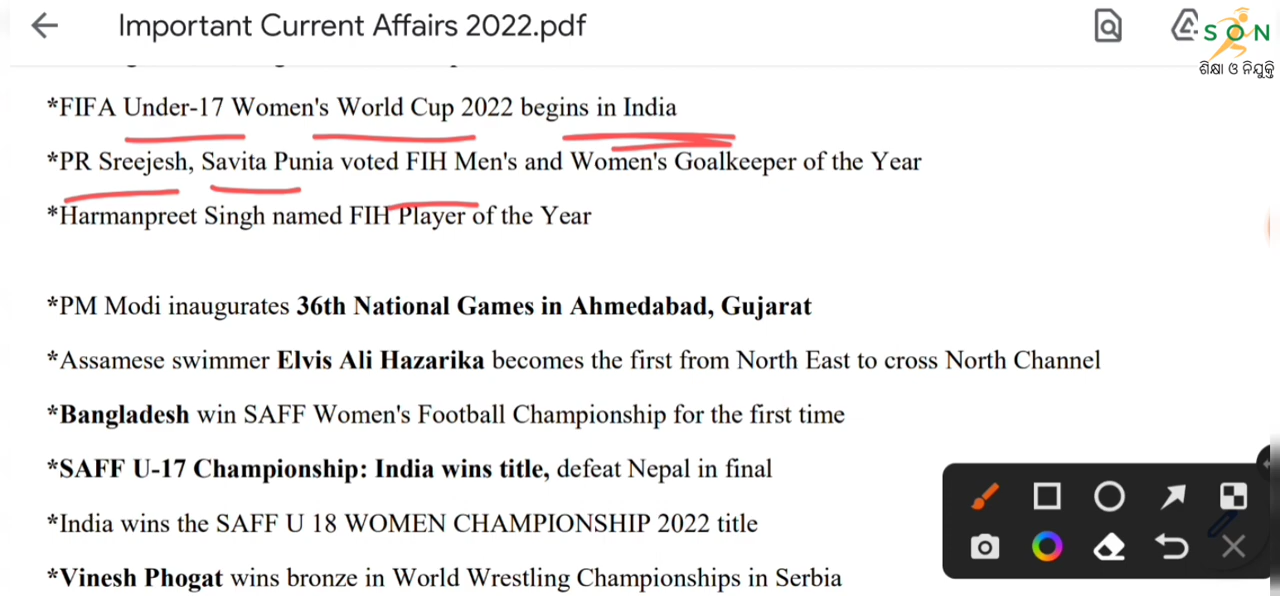 Important Current Affairs 2022.pdf
SON
ଶିକ୍ଷା ଓ ନିଯୁକ୍ତି
*FIFA Under-17 Women's World Cup 2022 begins in India
*PR Sreejesh, Savita Punia voted FIH Men's and Women's Goalkeeper of the Year
*Harmanpreet Singh named FIH Player of the Year
*PM Modi inaugurates 36th National Games in Ahmedabad, Gujarat
*Assamese swimmer Elvis Ali Hazarika becomes the first from North East to cross North Channel
*Bangladesh win SAFF Women's Football Championship for the first time
*SAFF U-17 Championship: India wins title, defeat Nepal in final
*India wins the SAFF U 18 WOMEN CHAMPIONSHIP 2022 title
*Vinesh Phogat wins bronze in World Wrestling Championships in Serbia